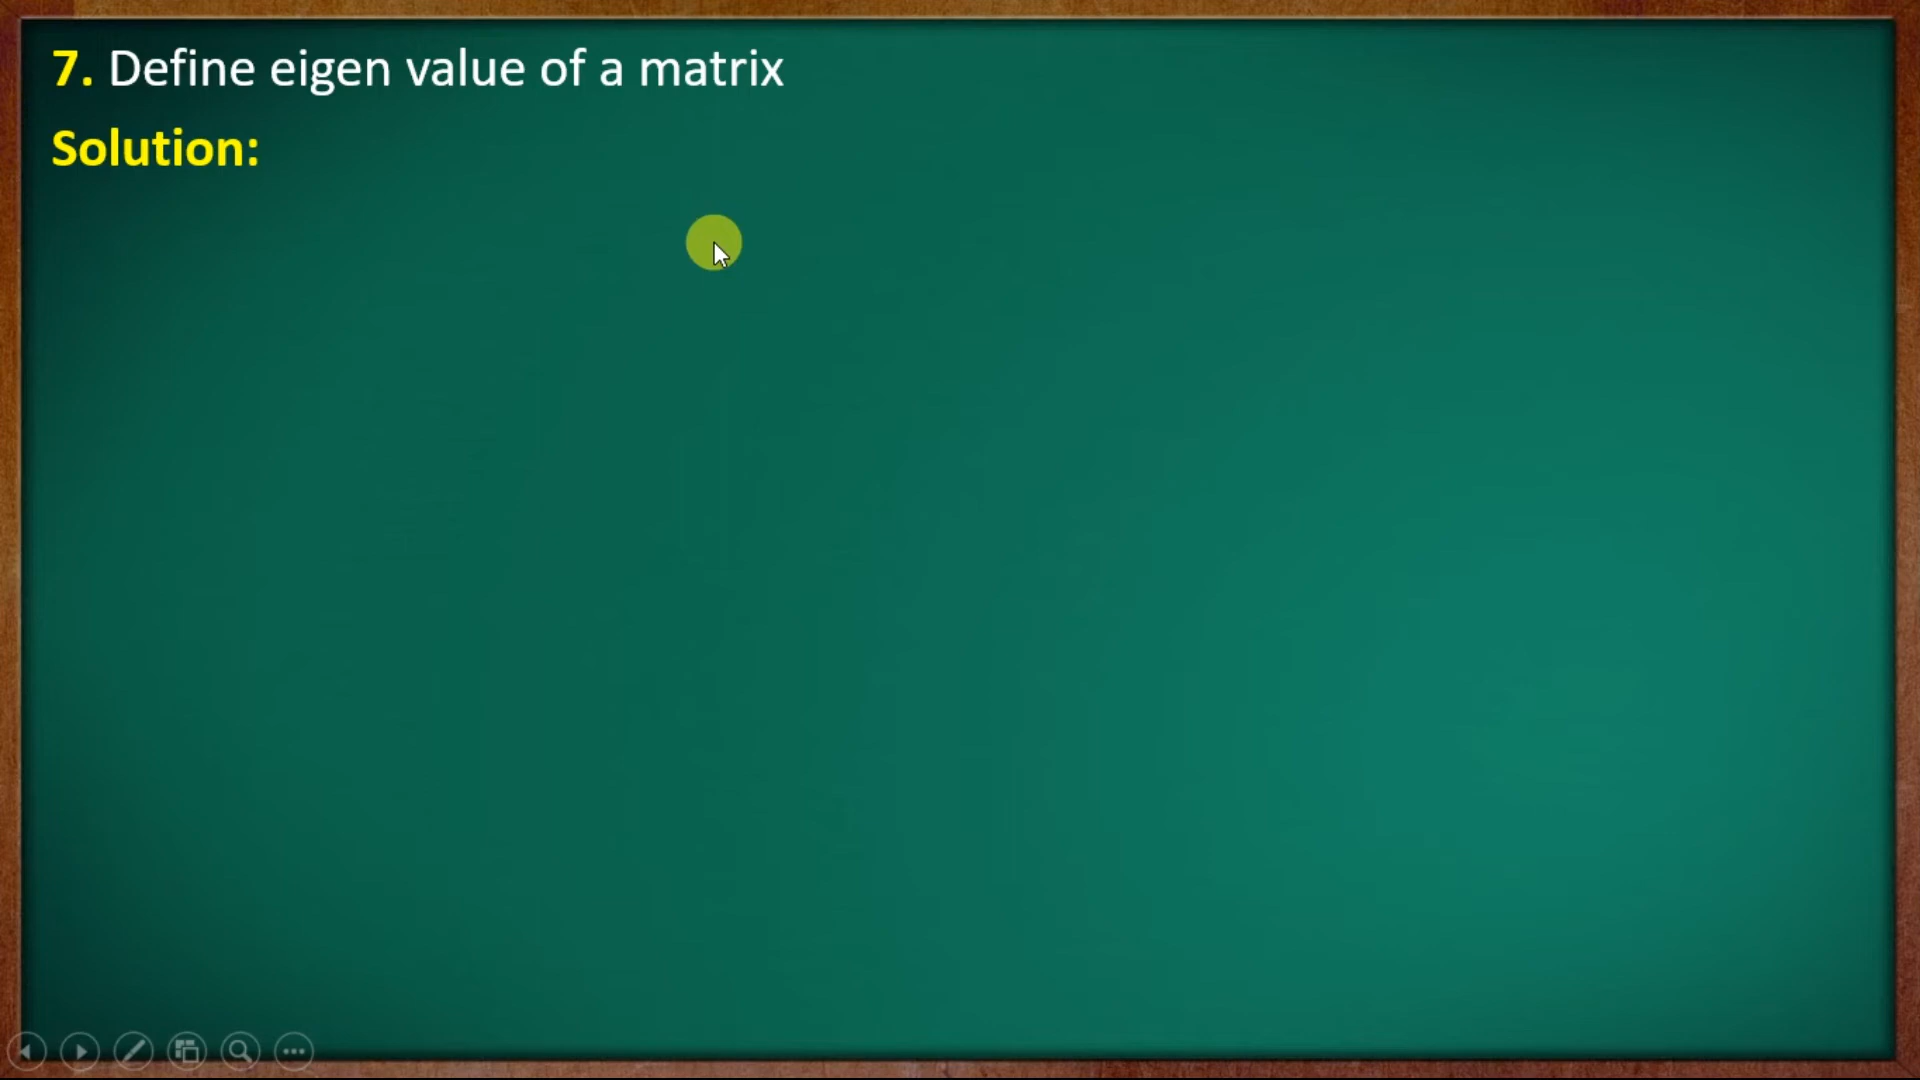 7. Define eigen value of a matrix
Solution: